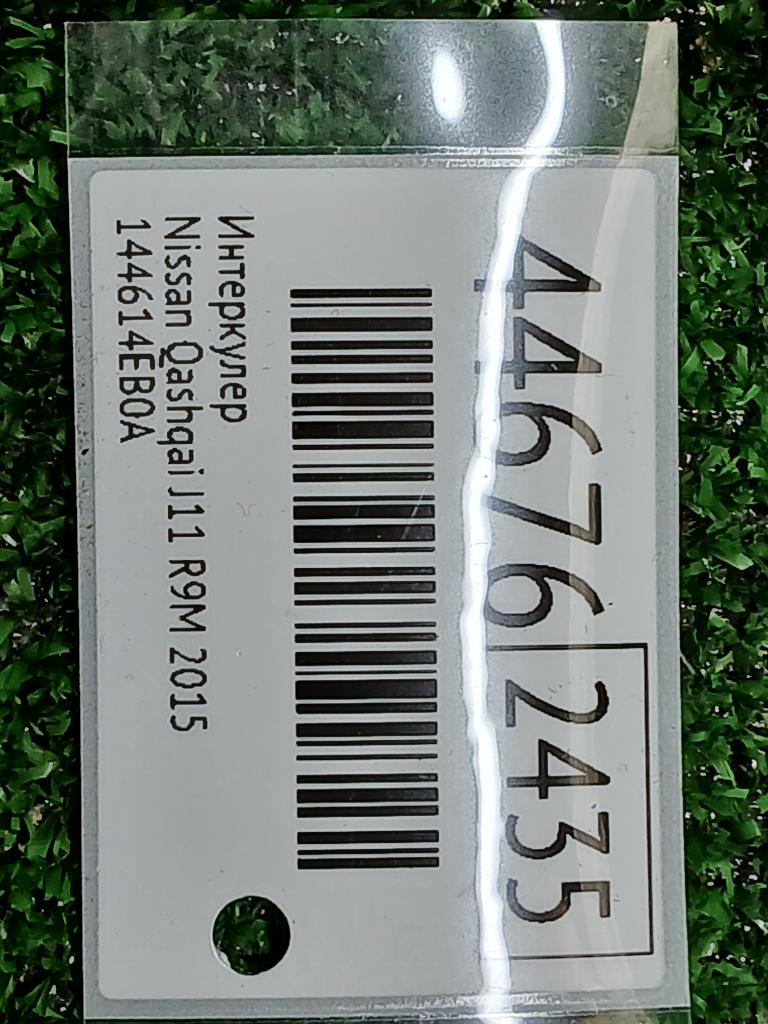 44676 2435
Интеркулер
Nissan Qashqai J11 R9M 2015
144614EB0A